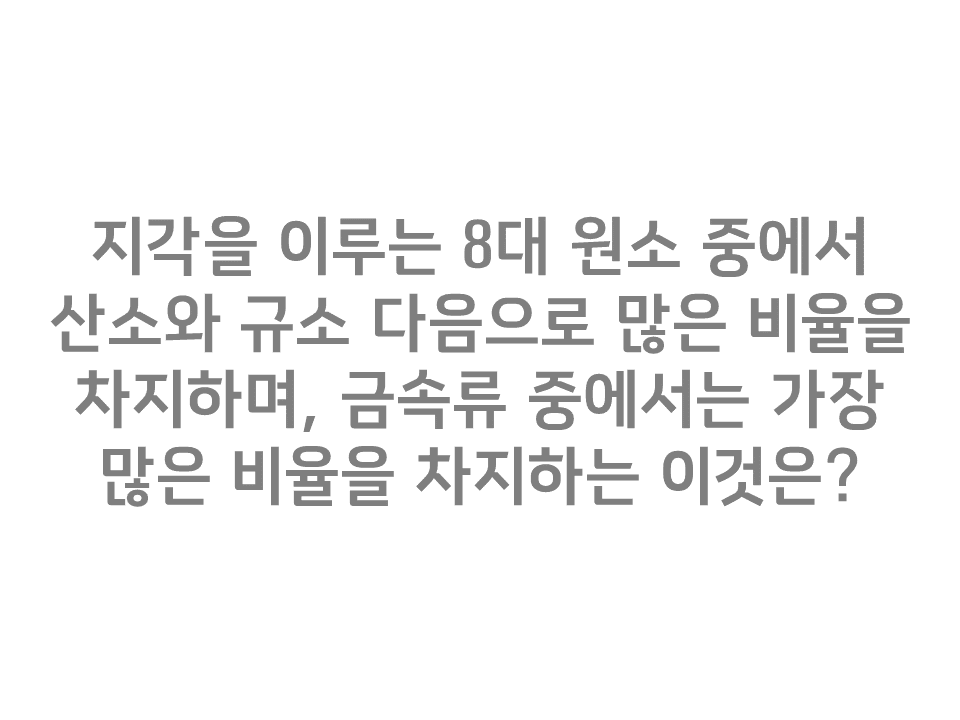 지각을 이루는 8대 원소 중에서
산소와 규소 다음으로 많은 비율을
차지하며, 금속류 중에서는 가장
많은 비율을 차지하는 이것은?